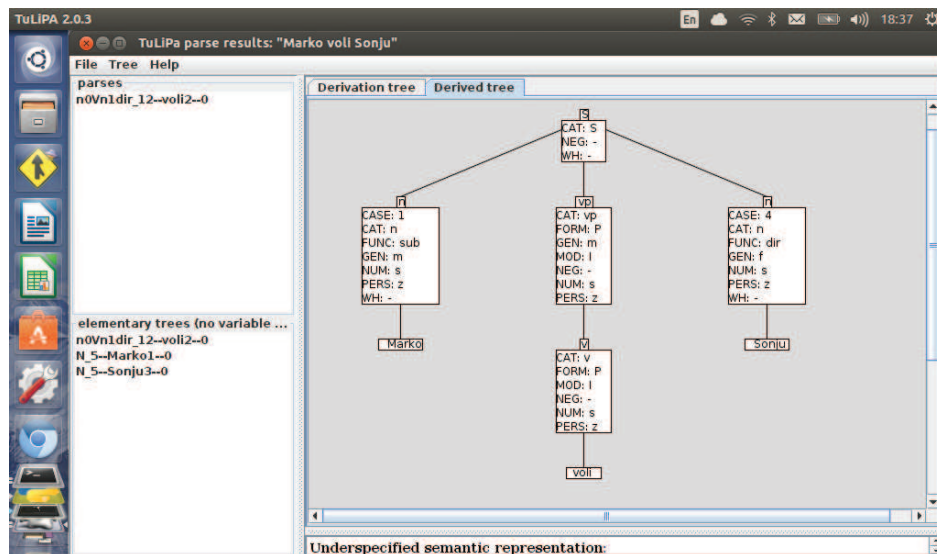 TuLiPA 2.0.3
En
18:37
TuLiPa parse results: "Marko voli Sonju"
File Tree Help
parses
n0Vn1dir_12--voli2--0
elementary trees (no variable ...
n0Vn1dir_12--voli2--0
N_5--Marko1--0
N_5--Sonju3--0
Derivation tree Derived tree
S
CAT: S
NEG: -
WH: -
n
CASE: 1
CAT: n
FUNC: sub
GEN: m
NUM: s
PERS: z
WH: -
Marko
vp
CAT: vp
FORM: P
GEN: m
MOD: I
NEG: -
NUM: s
PERS: z
v
CAT: v
FORM: P
MOD: I
NEG: -
NUM: s
PERS: z
voli
n
CASE: 4
CAT: n
FUNC: dir
GEN: f
NUM: s
PERS: z
WH: -
Sonju
Underspecified semantic representation: